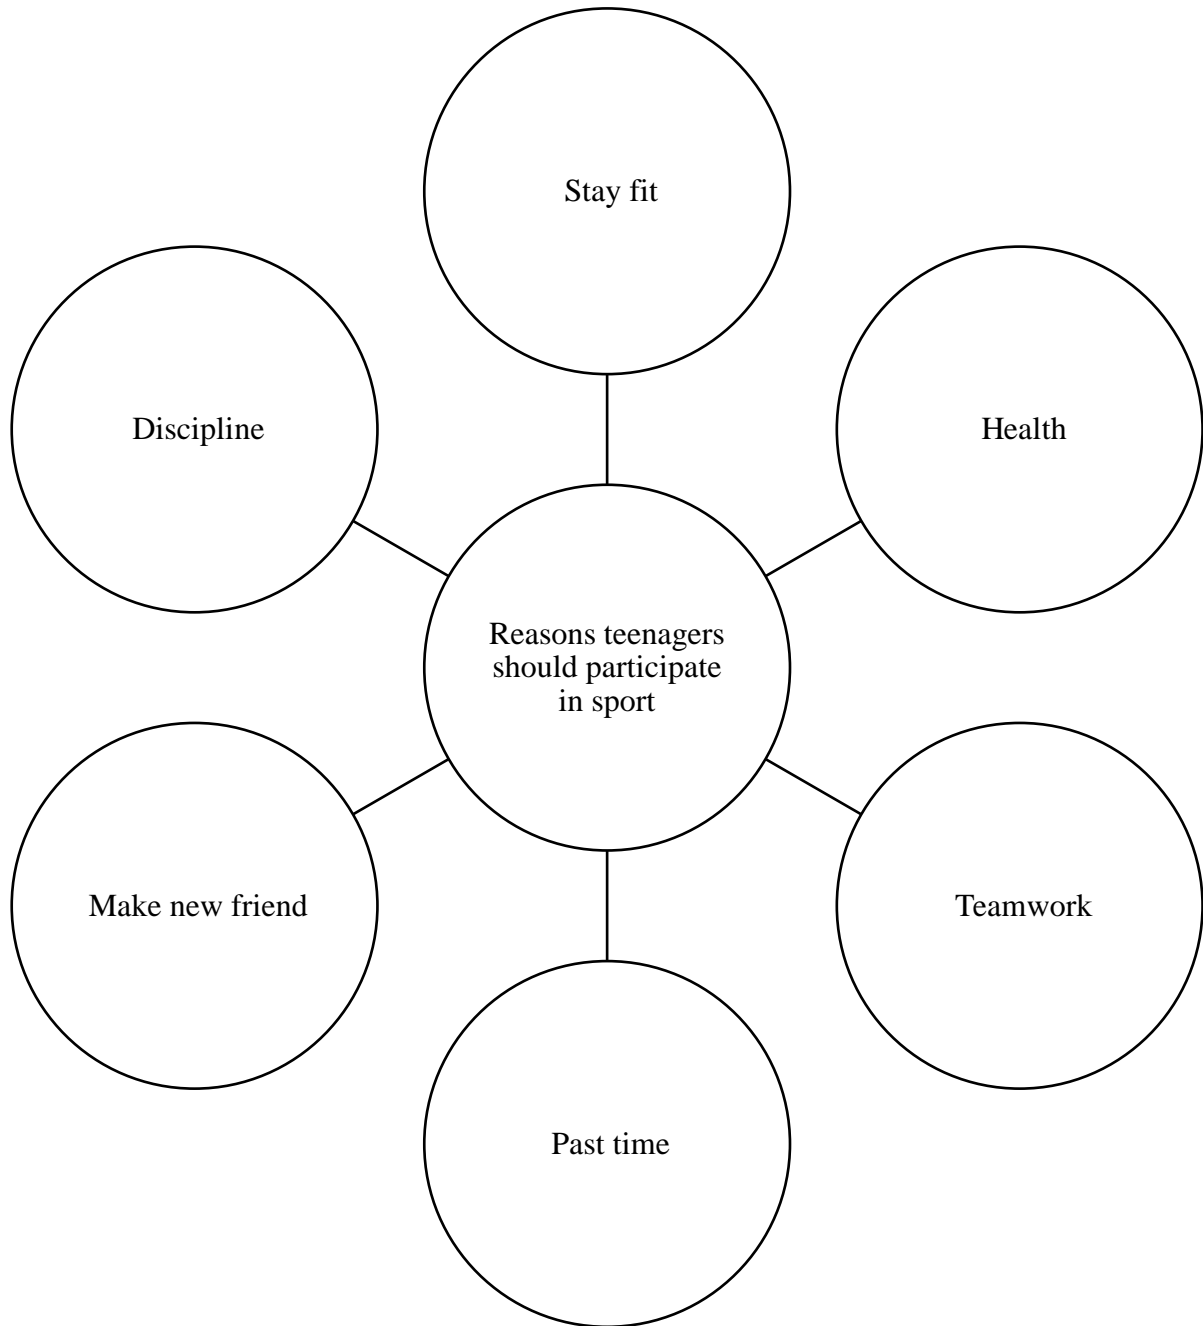 Stay fit
Discipline
Health
Reasons teenagers
should participate
in sport
Make new friend
Teamwork
Past time